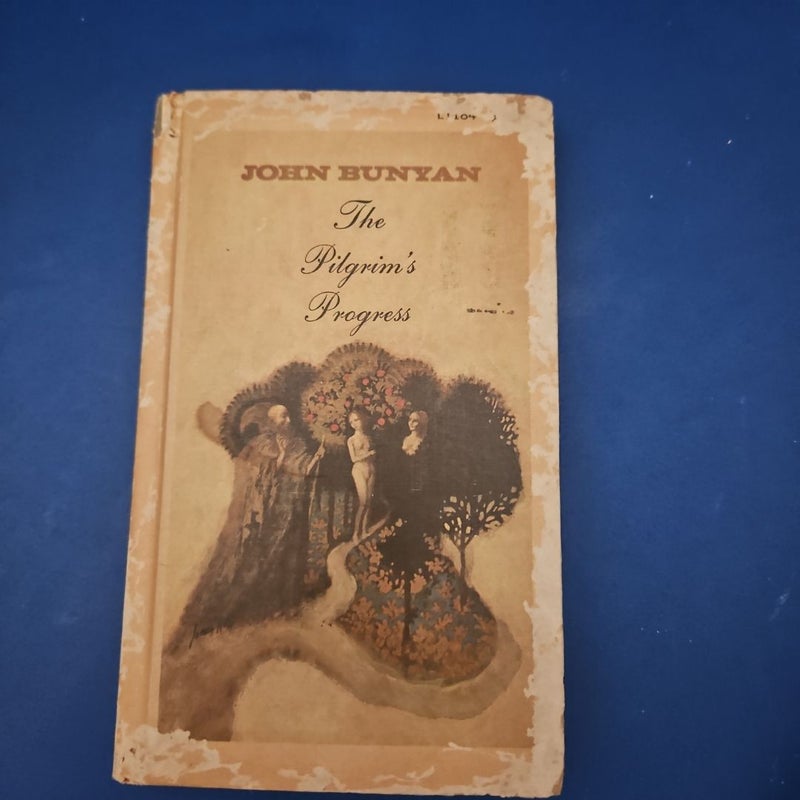 JOHN BUNYAN
The
Pilgrim's
Progress